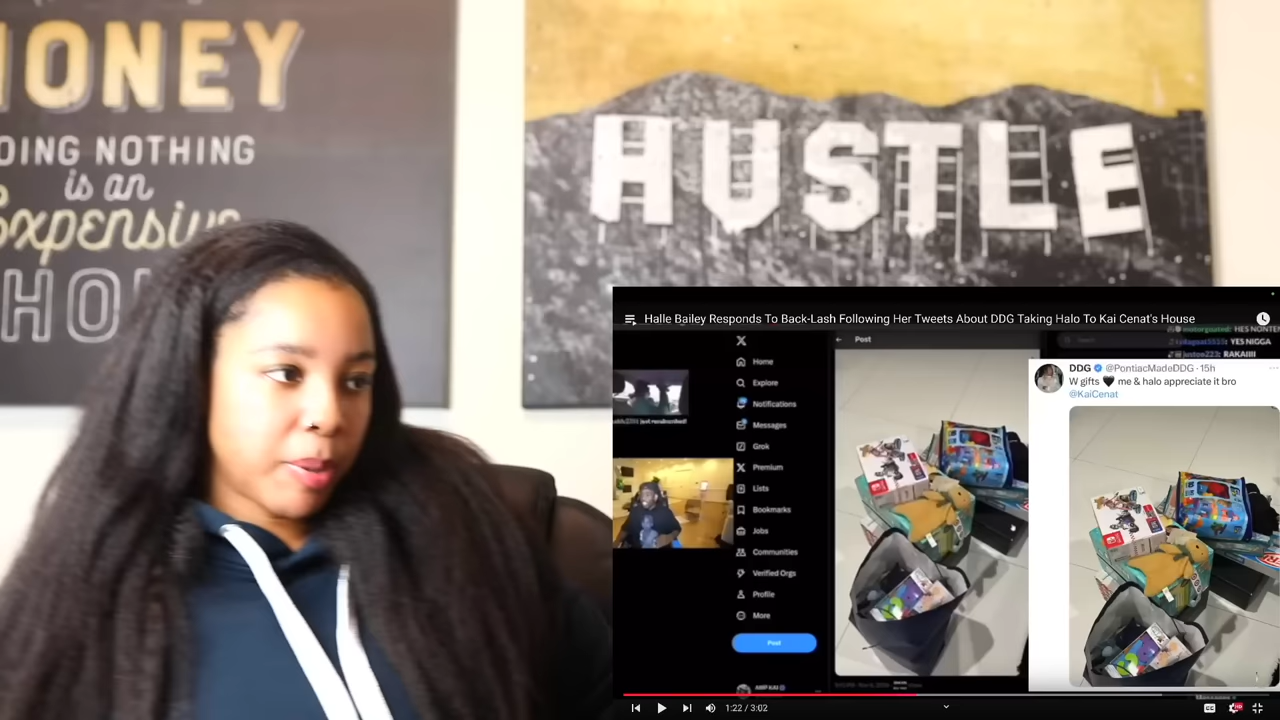 MONEY
DOING NOTHING
is an
Expensive
HO
HUSTLE
Halle Bailey Responds To Back-Lash Following Her Tweets About DDG Taking Halo To Kai Cenat's House
Post
YES NIGGA
RAKAIIII
Home
Explore
Notifications
Messages
Grok
Premium
Lists
Bookmarks
Jobs
Communities
Verified Orgs
Profile
More
Post
DDG @PontiacMadeDDG · 15h
W gifts 🖤 me & halo appreciate it bro
@KaiCenat
1:22 / 3:02
CC
HD